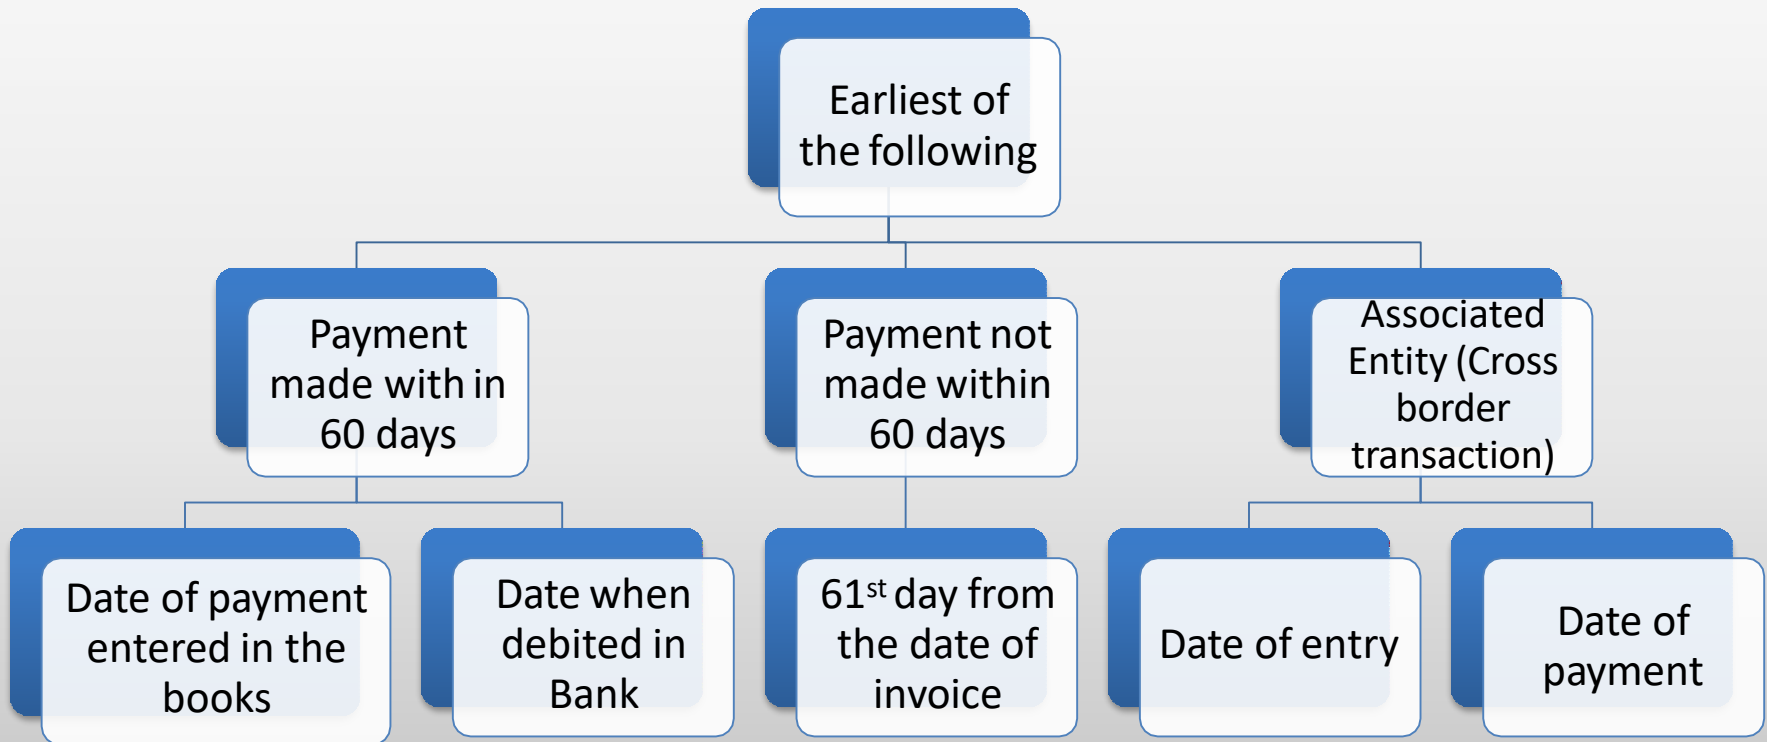 Earliest of
the following
Payment
made with in
60 days
Payment not
made within
60 days
Associated
Entity (Cross
border
transaction)
Date of payment
entered in the
books
Date when
debited in
Bank
61st day from
the date of
invoice
Date of entry
Date of
payment